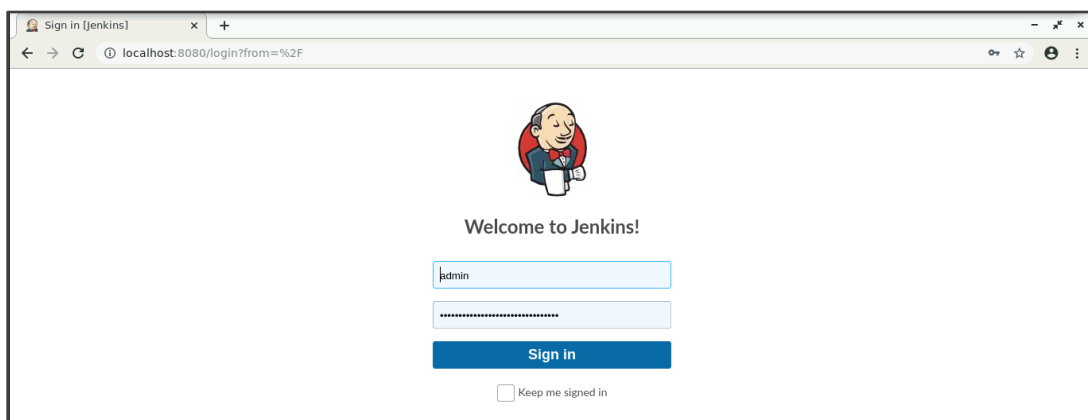 Sign in [Jenkins]
localhost:8080/login?from=%2F
Welcome to Jenkins!
admin
••••••••••••••••••••••••••••••••
Sign in
Keep me signed in